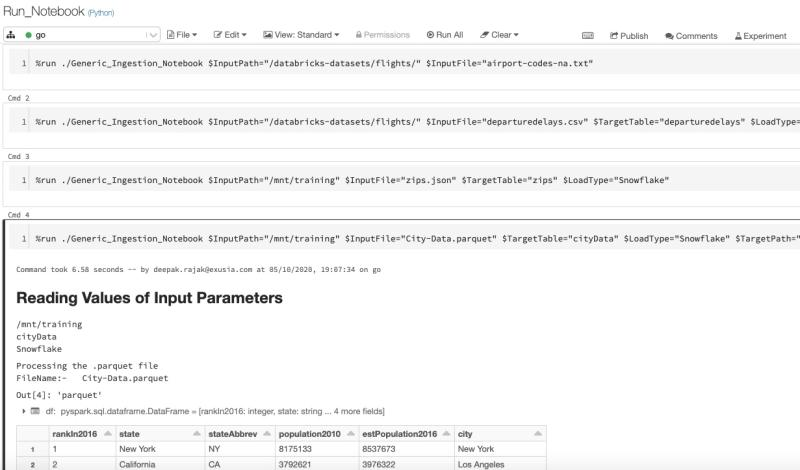 Run_Notebook (Python)
go File Edit View: Standard Permissions Run All Clear Publish Comments Experiment
1 %run ./Generic_Ingestion_Notebook $InputPath="/databricks-datasets/flights/" $InputFile="airport-codes-na.txt"
Cmd 2
1 %run ./Generic_Ingestion_Notebook $InputPath="/databricks-datasets/flights/" $InputFile="departuredelays.csv" $TargetTable="departuredelays" $LoadType=
Cmd 3
1 %run ./Generic_Ingestion_Notebook $InputPath="/mnt/training" $InputFile="zips.json" $TargetTable="zips" $LoadType="Snowflake"
Cmd 4
1 %run ./Generic_Ingestion_Notebook $InputPath="/mnt/training" $InputFile="City-Data.parquet" $TargetTable="cityData" $LoadType="Snowflake" $TargetPath="
Command took 6.58 seconds -- by deepak.rajak@exusia.com at 05/10/2020, 19:07:34 on go
Reading Values of Input Parameters
/mnt/training
cityData
Snowflake
Processing the .parquet file
FileName:- City-Data.parquet
Out[4]: 'parquet'
df: pyspark.sql.dataframe.DataFrame = [rankIn2016: integer, state: string ... 4 more fields]
rankIn2016 state stateAbbrev population2010 estPopulation2016 city
1 1 New York NY 8175133 8537673 New York
2 2 California CA 3792621 3976322 Los Angeles